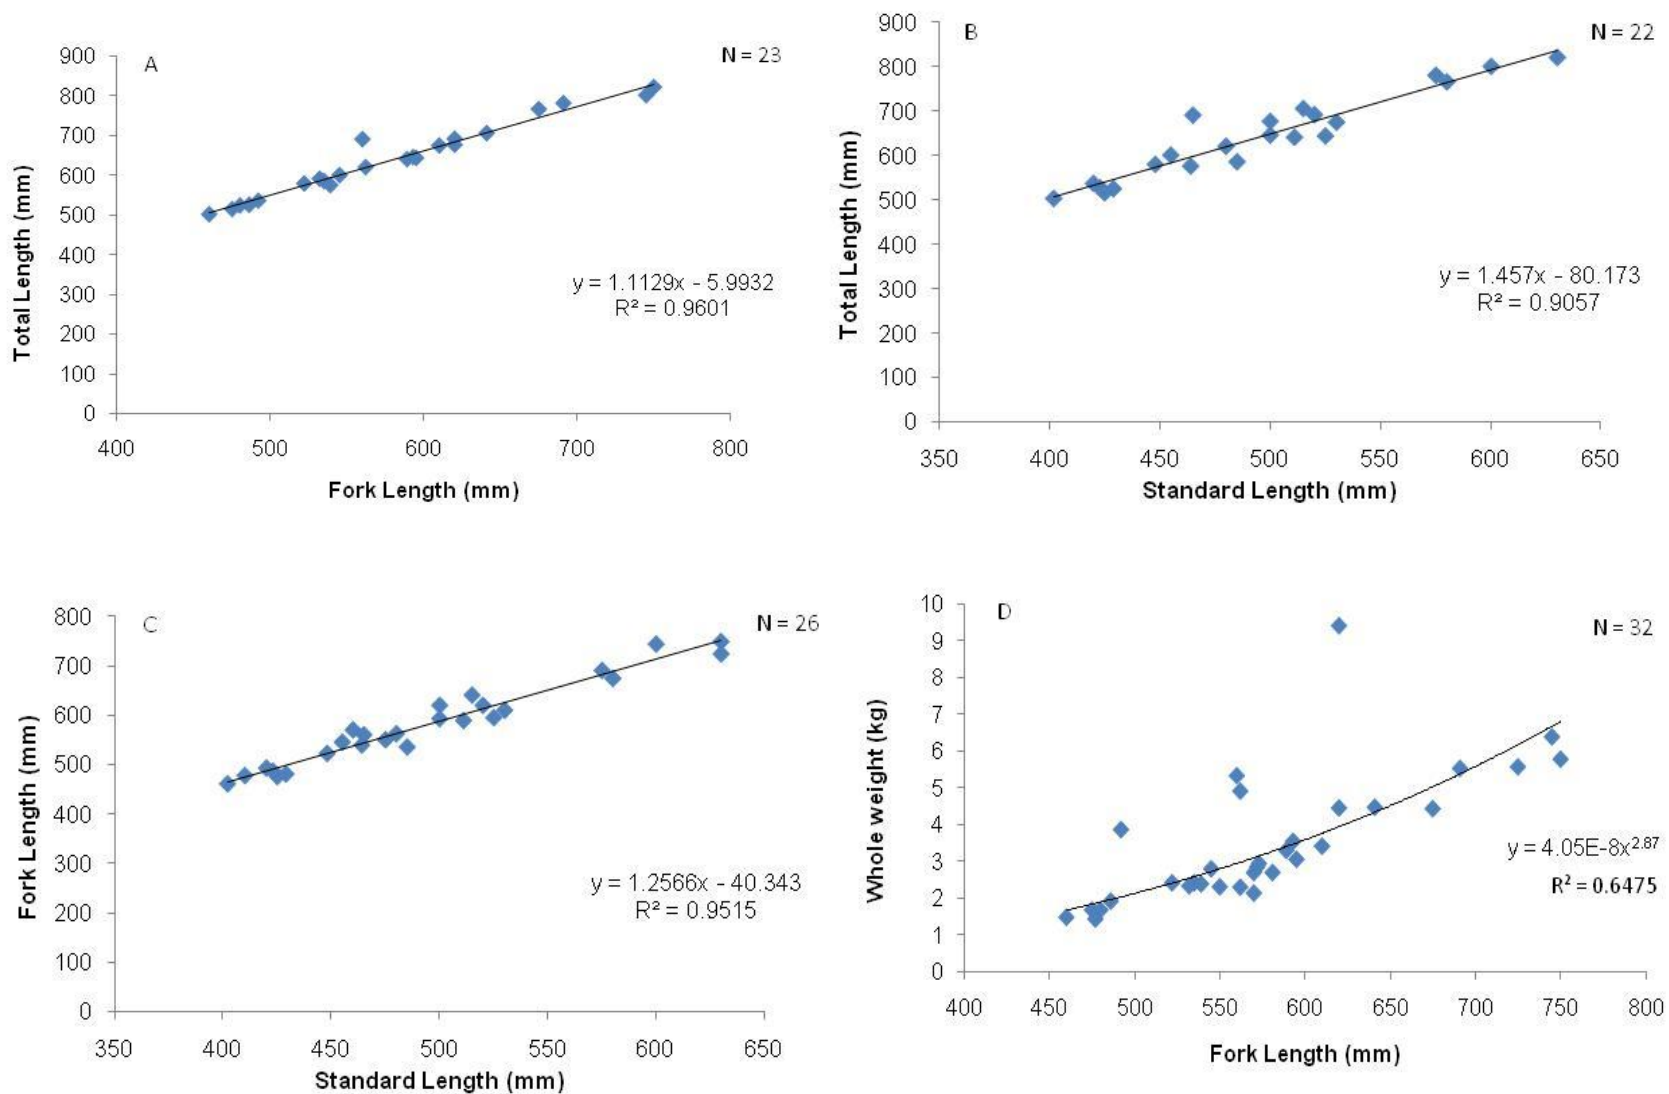 A
N = 23
900
800
700
600
500
400
300
200
100
0
Total Length (mm)
y = 1.1129x - 5.9932
R² = 0.9601
400 500 600 700 800
Fork Length (mm)
B
N = 22
900
800
700
600
500
400
300
200
100
0
Total Length (mm)
y = 1.457x - 80.173
R² = 0.9057
350 400 450 500 550 600 650
Standard Length (mm)
C
N = 26
800
700
600
500
400
300
200
100
0
Fork Length (mm)
y = 1.2566x - 40.343
R² = 0.9515
350 400 450 500 550 600 650
Standard Length (mm)
D
N = 32
10
9
8
7
6
5
4
3
2
1
0
Whole weight (kg)
y = 4.05E-8x^2.87
R² = 0.6475
400 450 500 550 600 650 700 750 800
Fork Length (mm)